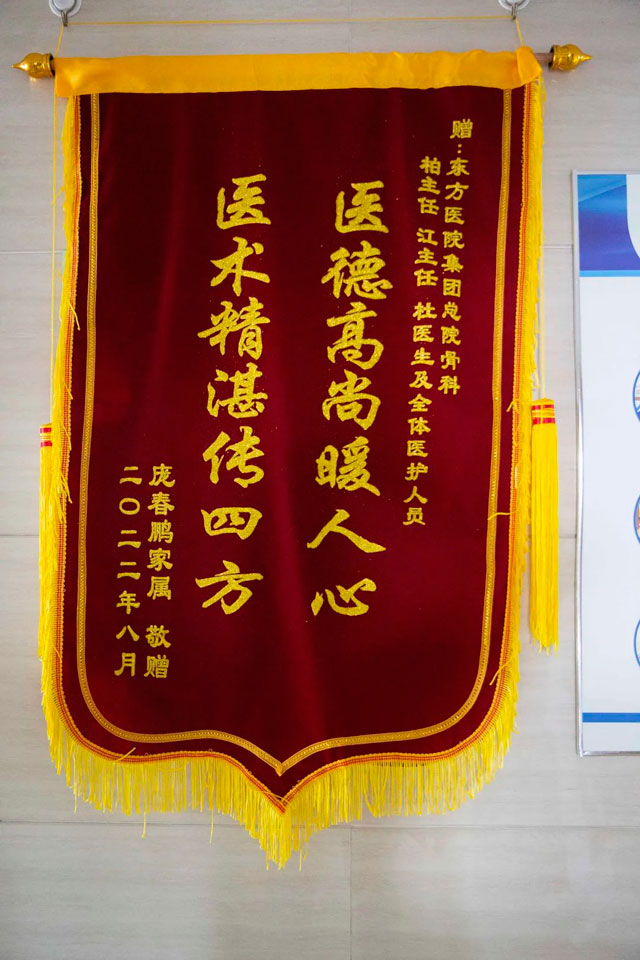 赠：东方医院集团总院骨科
柏主任 江主任 杜医生及全体医护人员
医德高尚暖人心
医术精湛传四方
庞春鹏家属 敬赠
二〇二二年八月